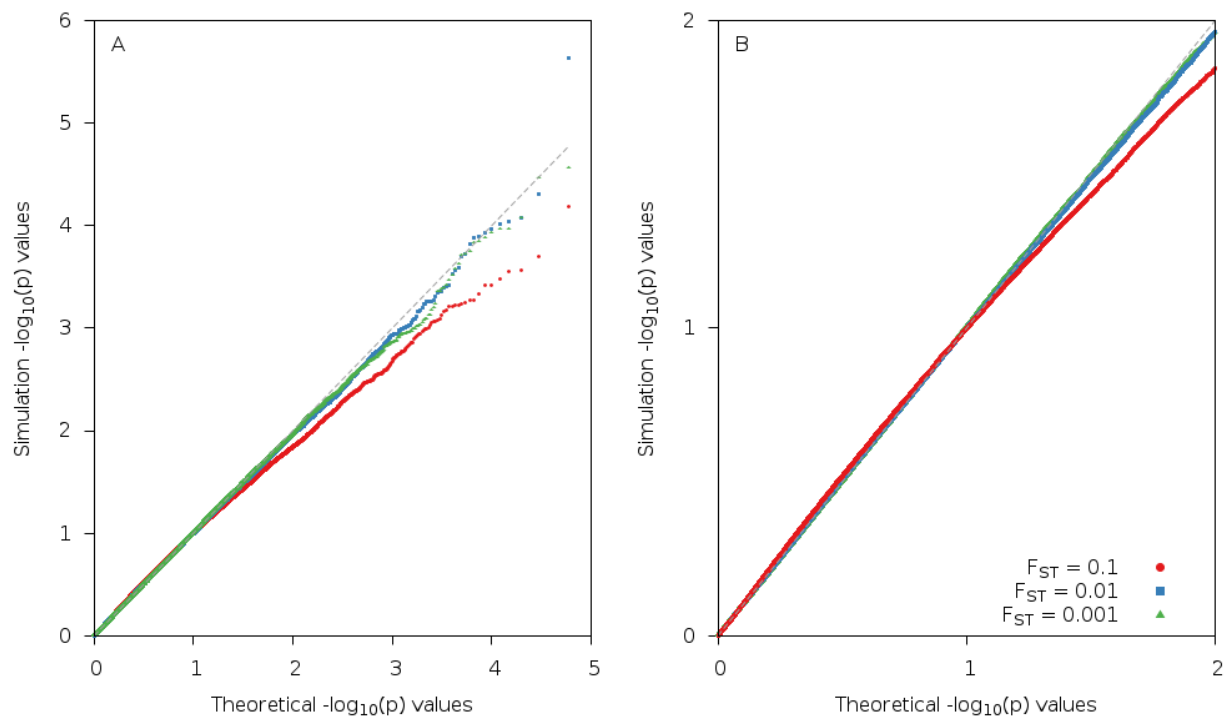 A
6
5
4
3
2
1
0
Simulation -log10(p) values
0 1 2 3 4 5
Theoretical -log10(p) values
B
2
1
0
Simulation -log10(p) values
0 1 2
Theoretical -log10(p) values
FST = 0.1
FST = 0.01
FST = 0.001